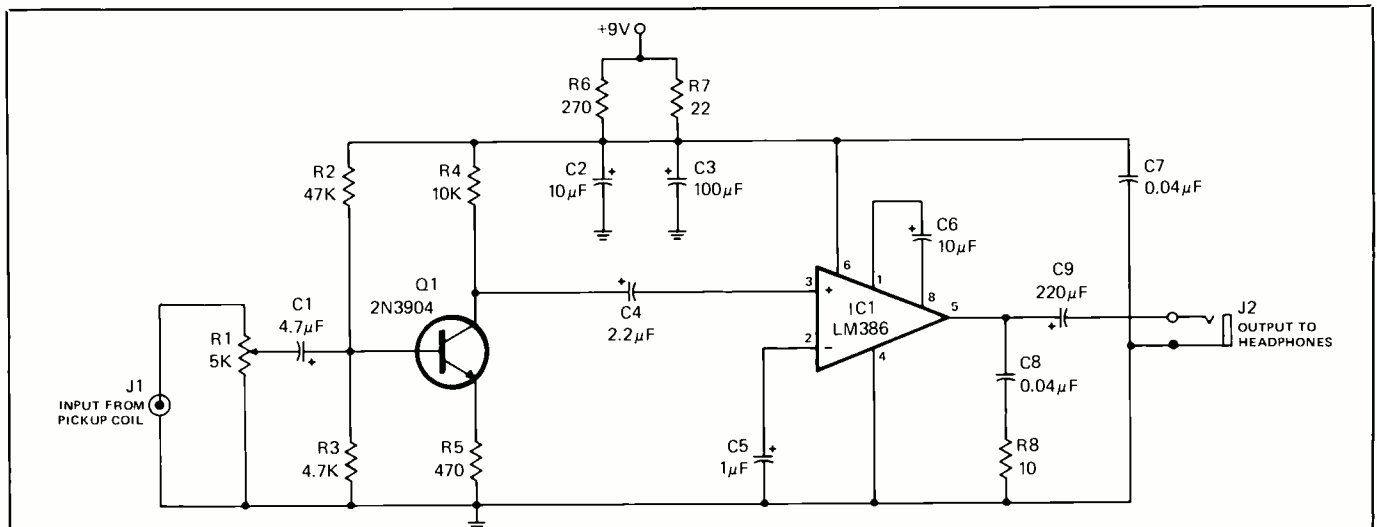 +9V
R6
270
R7
22
R2
47K
R4
10K
C2
10µF
+
+
C3
100µF
C7
0.04µF
+
C6
10µF
Q1
2N3904
+
C4
2.2µF
3
+
6
1
8
IC1
LM386
5
2
−
4
C9
220µF
+
J2
OUTPUT TO
HEADPHONES
C1
4.7µF
+
R1
5K
J1
INPUT FROM
PICKUP COIL
C8
0.04µF
R3
4.7K
R5
470
C5
1µF
+
R8
10